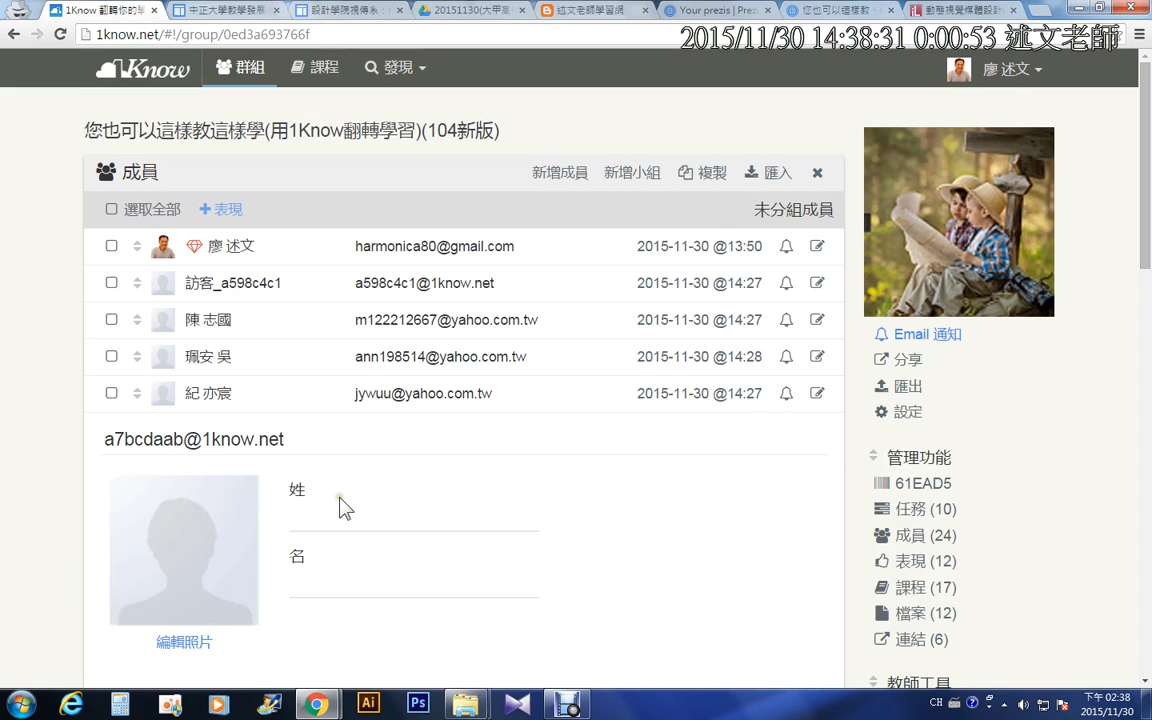 1Know 翻轉你的學
中正大學教學發展
設計學院視傳系：
20151130(大甲高
述文老師學習網
Your prezis | Prez
您也可以這樣教、
動態視覺媒體設計
1know.net/#!/group/0ed3a693766f
2015/11/30 14:38:31 0:00:53 述文老師
1Know
群組
課程
發現
廖 述文
您也可以這樣教這樣學(用1Know翻轉學習)(104新版)
成員
新增成員 新增小組 複製 匯入
選取全部 +表現 未分組成員
廖 述文 harmonica80@gmail.com 2015-11-30 @13:50
訪客_a598c4c1 a598c4c1@1know.net 2015-11-30 @14:27
陳 志國 m122212667@yahoo.com.tw 2015-11-30 @14:27
珮安 吳 ann198514@yahoo.com.tw 2015-11-30 @14:28
紀 亦宸 jywuu@yahoo.com.tw 2015-11-30 @14:27
a7bcdaab@1know.net
姓
名
編輯照片
Email 通知
分享
匯出
設定
管理功能
61EAD5
任務 (10)
成員 (24)
表現 (12)
課程 (17)
檔案 (12)
連結 (6)
教師工具
Ai
Ps
CH
下午 02:38
2015/11/30